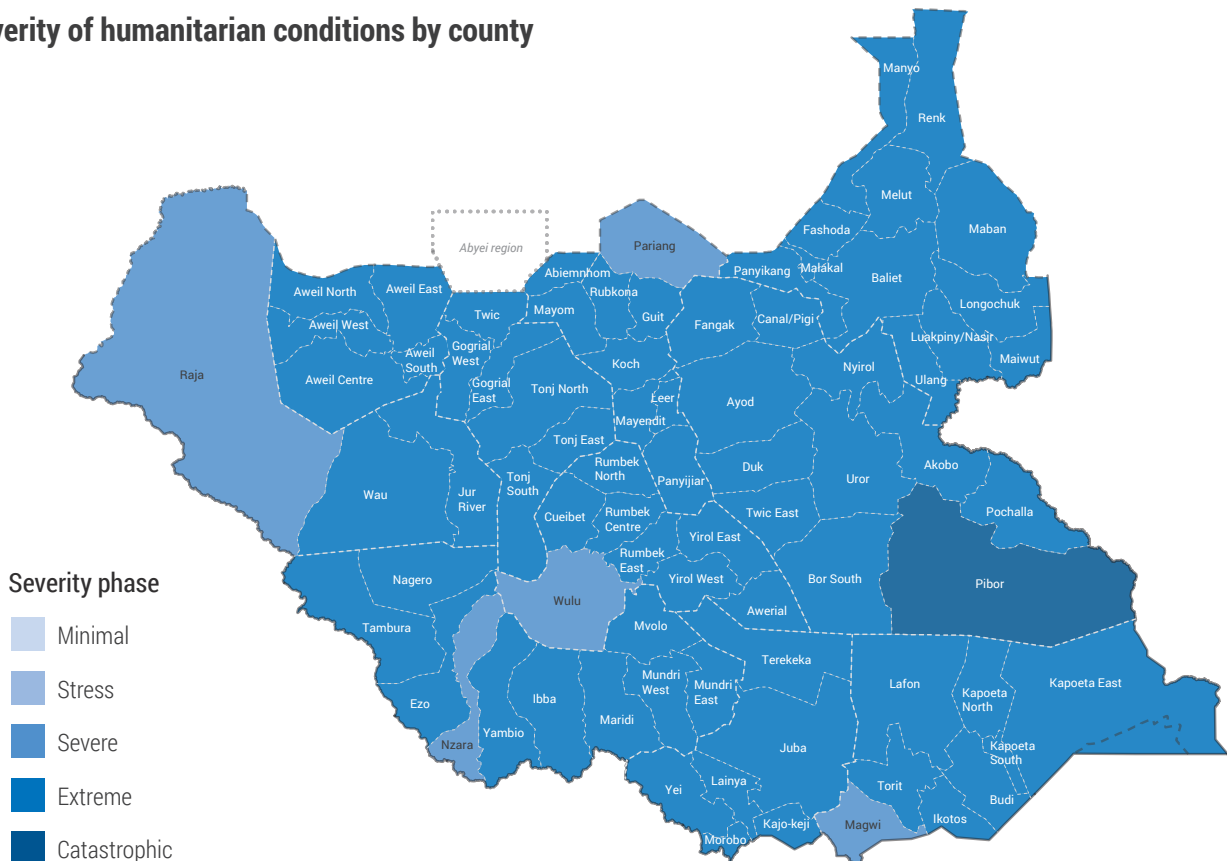 verity of humanitarian conditions by county
Manyo
Renk
Melut
Maban
Fashoda
Abyei region
Pariang
Panyikang
Malakal
Baliet
Abiemnhom
Aweil North
Aweil East
Rubkona
Longochuk
Twic
Mayom
Guit
Fangak
Canal/Pigi
Aweil West
Luakpiny/Nasir
Gogrial
West
Maiwut
Aweil
South
Koch
Nyirol
Raja
Aweil Centre
Ulang
Gogrial
East
Tonj North
Leer
Ayod
Mayendit
Tonj East
Akobo
Rumbek
North
Duk
Uror
Panyijiar
Tonj
South
Wau
Jur
River
Pochalla
Cueibet
Rumbek
Centre
Twic East
Yirol East
Rumbek
East
Nagero
Yirol West
Bor South
Pibor
Wulu
Awerial
Tambura
Mvolo
Terekeka
Mundri
West
Mundri
East
Lafon
Kapoeta East
Kapoeta
North
Ezo
Ibba
Maridi
Yambio
Nzara
Juba
Kapoeta
South
Yei
Lainya
Torit
Budi
Kajo-keji
Magwi
Ikotos
Morobo
Severity phase
Minimal
Stress
Severe
Extreme
Catastrophic